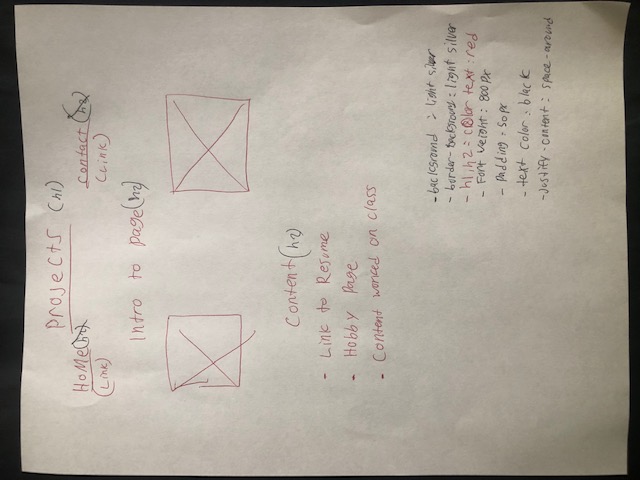 Projects (h1)
Home (h2) Contact (h2)
(Link) (Link)
Intro to page (h2)
Content (h2)
- Link to Resume
- Hobby Page
- Content worked on class
- background : light silver
- border-background : light silver
- h1, h2 = color text : red
- Font weight : 800px
- Padding : 50px
- text color : black
- Justify-content : space-around